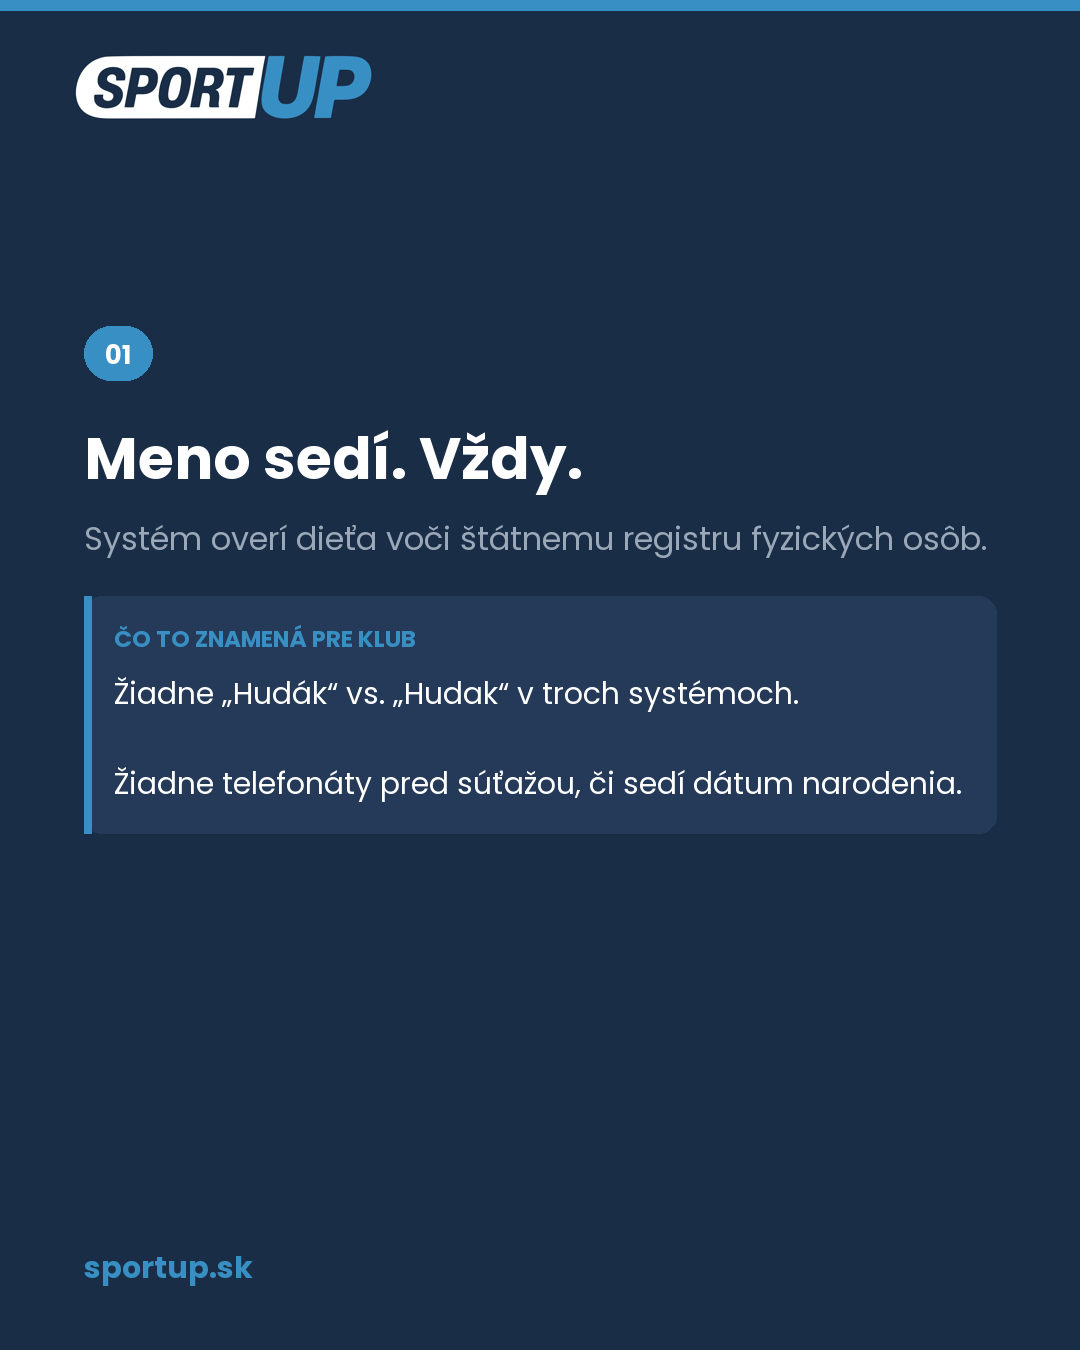 SPORTUP
01
Meno sedí. Vždy.
Systém overí dieťa voči štátnemu registru fyzických osôb.
ČO TO ZNAMENÁ PRE KLUB
Žiadne „Hudák“ vs. „Hudak“ v troch systémoch.
Žiadne telefonáty pred súťažou, či sedí dátum narodenia.
sportup.sk